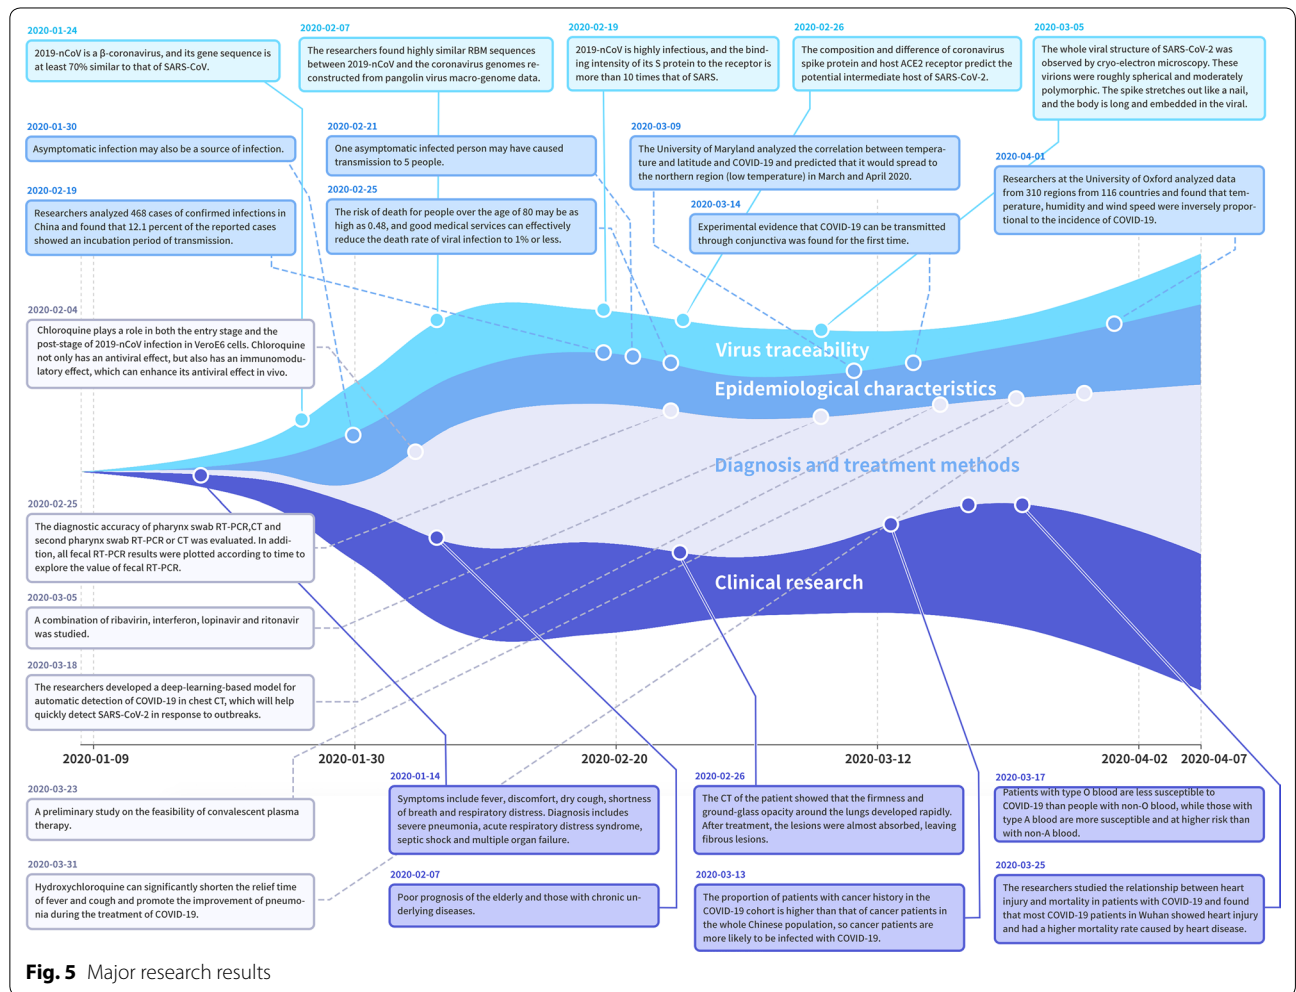 2020-01-24
2019-nCoV is a β-coronavirus, and its gene sequence is
at least 70% similar to that of SARS-CoV.
2020-02-07
The researchers found highly similar RBM sequences
between 2019-nCoV and the coronavirus genomes re-
constructed from pangolin virus macro-genome data.
2020-02-19
2019-nCoV is highly infectious, and the bind-
ing intensity of its S protein to the receptor is
more than 10 times that of SARS.
2020-02-26
The composition and difference of coronavirus
spike protein and host ACE2 receptor predict the
potential intermediate host of SARS-CoV-2.
2020-03-05
The whole viral structure of SARS-CoV-2 was
observed by cryo-electron microscopy. These
virions were roughly spherical and moderately
polymorphic. The spike stretches out like a nail,
and the body is long and embedded in the viral.
2020-01-30
Asymptomatic infection may also be a source of infection.
2020-02-21
One asymptomatic infected person may have caused
transmission to 5 people.
2020-03-09
The University of Maryland analyzed the correlation between tempera-
ture and latitude and COVID-19 and predicted that it would spread to
the northern region (low temperature) in March and April 2020.
2020-04-01
Researchers at the University of Oxford analyzed data
from 310 regions from 116 countries and found that tem-
perature, humidity and wind speed were inversely propor-
tional to the incidence of COVID-19.
2020-02-19
Researchers analyzed 468 cases of confirmed infections in
China and found that 12.1 percent of the reported cases
showed an incubation period of transmission.
2020-02-25
The risk of death for people over the age of 80 may be as
high as 0.48, and good medical services can effectively
reduce the death rate of viral infection to 1% or less.
2020-03-14
Experimental evidence that COVID-19 can be transmitted
through conjunctiva was found for the first time.
2020-02-04
Chloroquine plays a role in both the entry stage and the
post-stage of 2019-nCoV infection in VeroE6 cells. Chloroquine
not only has an antiviral effect, but also has an immunomodu-
latory effect, which can enhance its antiviral effect in vivo.
Virus traceability
Epidemiological characteristics
Diagnosis and treatment methods
Clinical research
2020-02-25
The diagnostic accuracy of pharynx swab RT-PCR,CT and
second pharynx swab RT-PCR or CT was evaluated. In addi-
tion, all fecal RT-PCR results were plotted according to time to
explore the value of fecal RT-PCR.
2020-03-05
A combination of ribavirin, interferon, lopinavir and ritonavir
was studied.
2020-03-18
The researchers developed a deep-learning-based model for
automatic detection of COVID-19 in chest CT, which will help
quickly detect SARS-CoV-2 in response to outbreaks.
2020-01-09
2020-01-30
2020-02-20
2020-03-12
2020-04-02
2020-04-07
2020-03-23
A preliminary study on the feasibility of convalescent plasma
therapy.
2020-03-31
Hydroxychloroquine can significantly shorten the relief time
of fever and cough and promote the improvement of pneumo-
nia during the treatment of COVID-19.
2020-01-14
Symptoms include fever, discomfort, dry cough, shortness
of breath and respiratory distress. Diagnosis includes
severe pneumonia, acute respiratory distress syndrome,
septic shock and multiple organ failure.
2020-02-07
Poor prognosis of the elderly and those with chronic un-
derlying diseases.
2020-02-26
The CT of the patient showed that the firmness and
ground-glass opacity around the lungs developed rapidly.
After treatment, the lesions were almost absorbed, leaving
fibrous lesions.
2020-03-13
The proportion of patients with cancer history in the
COVID-19 cohort is higher than that of cancer patients in
the whole Chinese population, so cancer patients are
more likely to be infected with COVID-19.
2020-03-17
Patients with type O blood are less susceptible to
COVID-19 than people with non-O blood, while those with
type A blood are more susceptible and at higher risk than
with non-A blood.
2020-03-25
The researchers studied the relationship between heart
injury and mortality in patients with COVID-19 and found
that most COVID-19 patients in Wuhan showed heart injury
and had a higher mortality rate caused by heart disease.
Fig. 5 Major research results